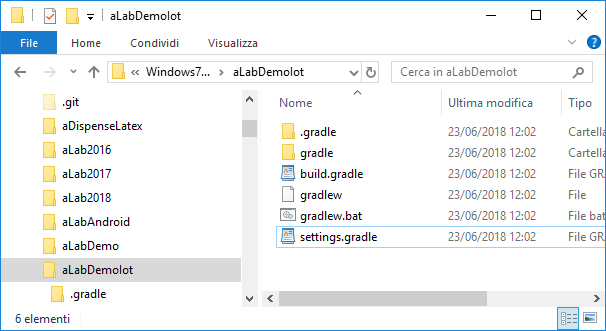 aLabDemoIot
File Home Condividi Visualizza
« Windows7... aLabDemoIot Cerca in aLabDemoIot
.git
aDispenseLatex
aLab2016
aLab2017
aLab2018
aLabAndroid
aLabDemo
aLabDemoIot
.gradle
Nome Ultima modifica Tipo
.gradle 23/06/2018 12:02 Cartella
gradle 23/06/2018 12:02 Cartella
build.gradle 23/06/2018 12:02 File GRA
gradlew 23/06/2018 12:02 File
gradlew.bat 23/06/2018 12:02 File bat
settings.gradle 23/06/2018 12:02 File GRA
6 elementi